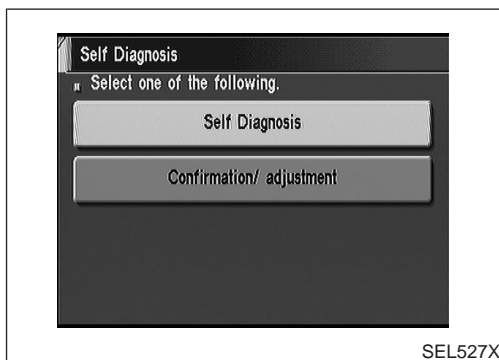 Self Diagnosis
Select one of the following.
Self Diagnosis
Confirmation/ adjustment
SEL527X